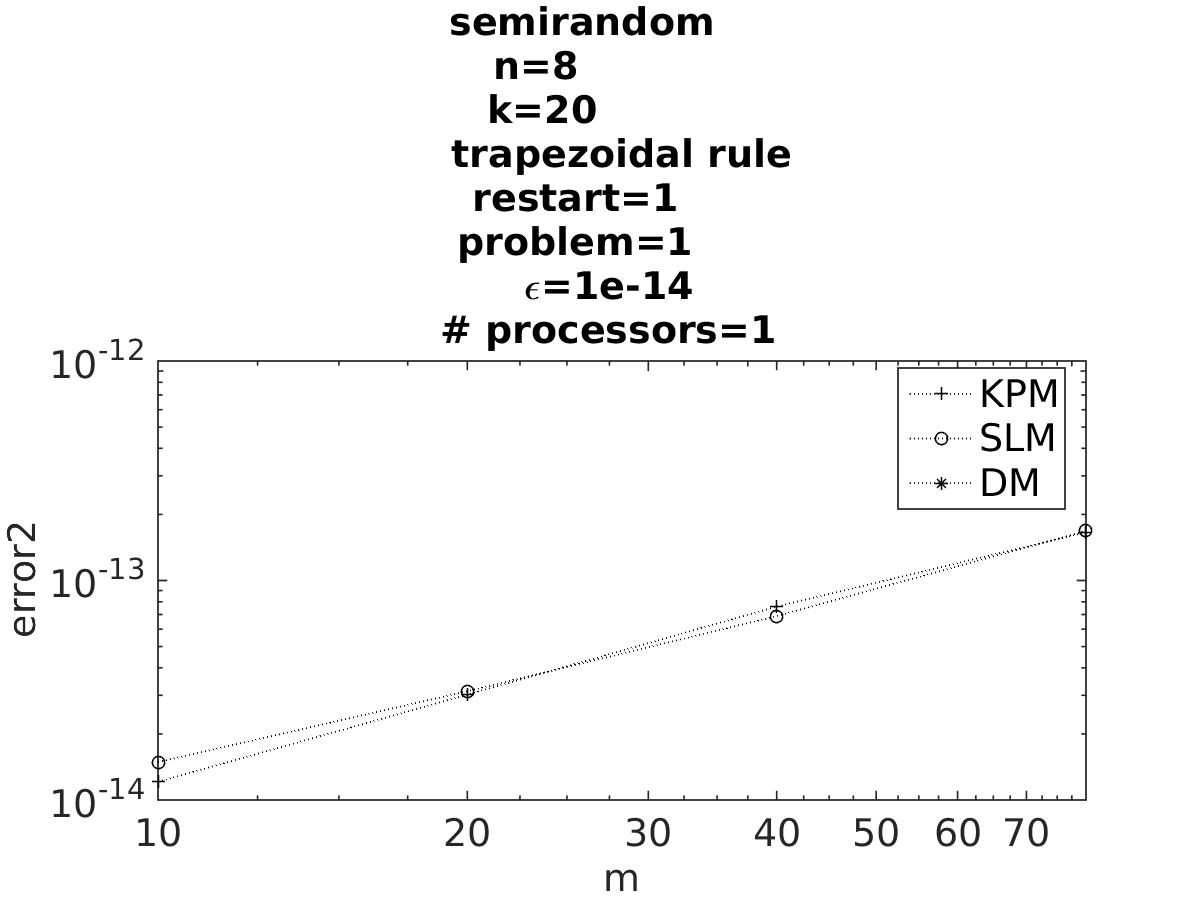 semirandom
n=8
k=20
trapezoidal rule
restart=1
problem=1
ϵ=1e-14
# processors=1
10^-12
10^-13
10^-14
error2
KPM
SLM
DM
10 20 30 40 50 60 70
m